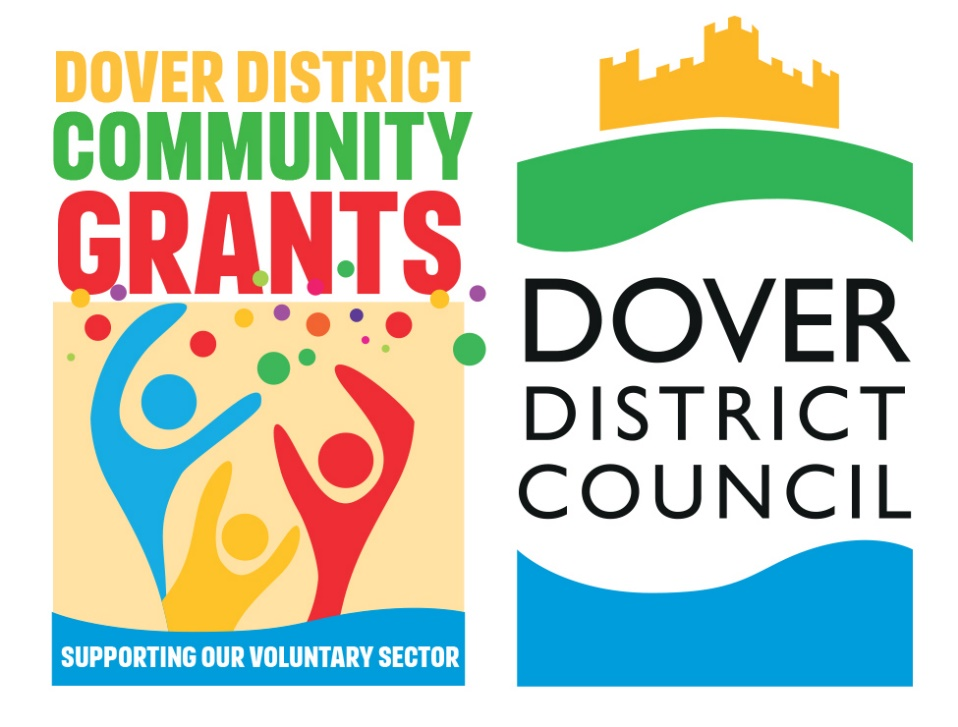 DOVER DISTRICT
COMMUNITY
GRANTS
SUPPORTING OUR VOLUNTARY SECTOR
DOVER
DISTRICT
COUNCIL